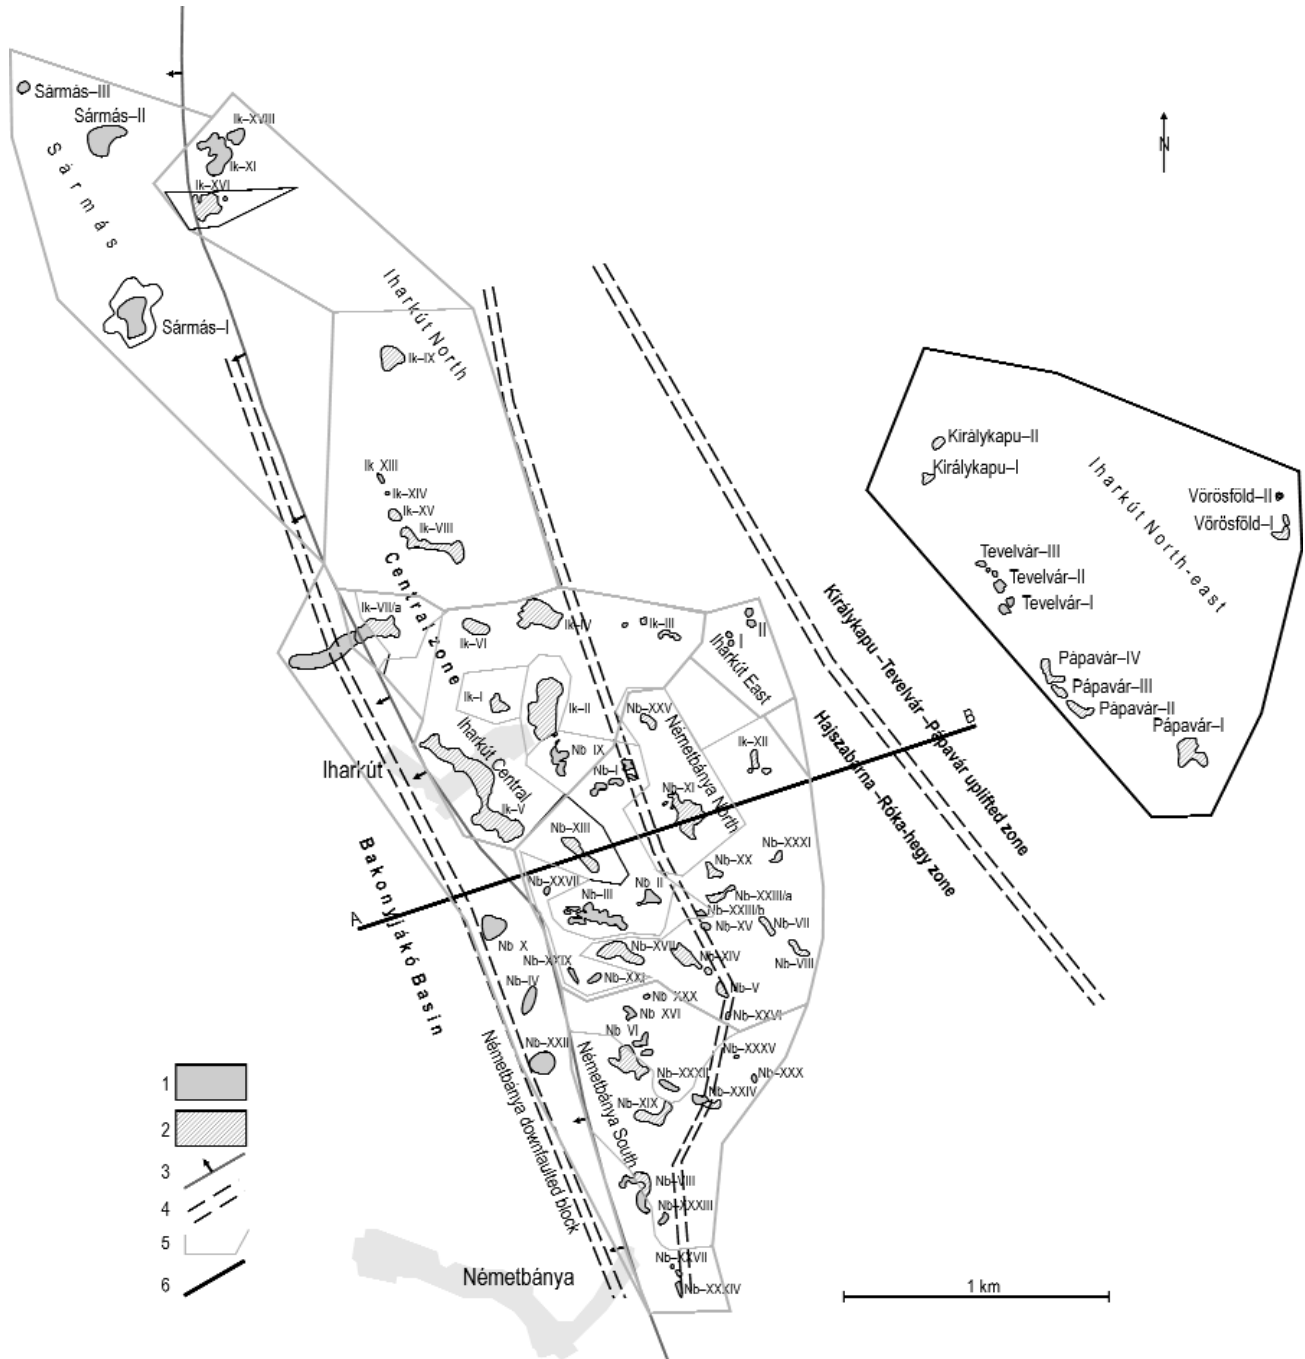 Sármás–III
Sármás–II
Ik–XVIII
Ik–XI
Ik–XVI
N
Sármás
Sármás–I
Iharkút North
Ik–IX
Királykapu–II
Királykapu–I
Iharkút North-east
Vörösföld–II
Vörösföld–I
Ik XIII
Ik–XIV
Ik–XV
Ik–VIII
Tevelvár–III
Tevelvár–II
Tevelvár–I
Central zone
Ik–VII/a
Ik–VI
Ik–IV
Ik–III
II
I
Iharkút East
Királykapu –Tevelvár –Pápavár uplifted zone
Hajszabarna –Róka-hegy zone
Pápavár–IV
Pápavár–III
Pápavár–II
Pápavár–I
Ik–I
Ik–II
Nb–XXV
Németbánya North
B
Iharkút
Iharkút Central
Nb IX
Nb–I
Ik–XII
Nb–XI
Ik–V
Nb–XIII
Nb–XXXI
Nb–XX
Nb–XXVII
Nb–III
Nb II
Nb–XXIII/a
Nb–XXIII/b
Nb–XV
Nb–VII
Nb–VIII
A
Bakonyjákó Basin
Nb X
Nb–XVII
Nb–XIV
Nb–XXIX
Nb–IV
Nb–XXI
Nb–V
Nb XXX
Nb XVI
Nb–XXVI
Nb–XXII
Nb VI
Nb–XXXV
Nb–XXX
Nb–XXXII
Nb–XXIV
Nb–XIX
Németbánya South
Németbánya downfaulted block
Nb–VIII
Nb–XXXIII
Nb–XXVII
Nb–XXXIV
Németbánya
1
2
3
4
5
6
1 km